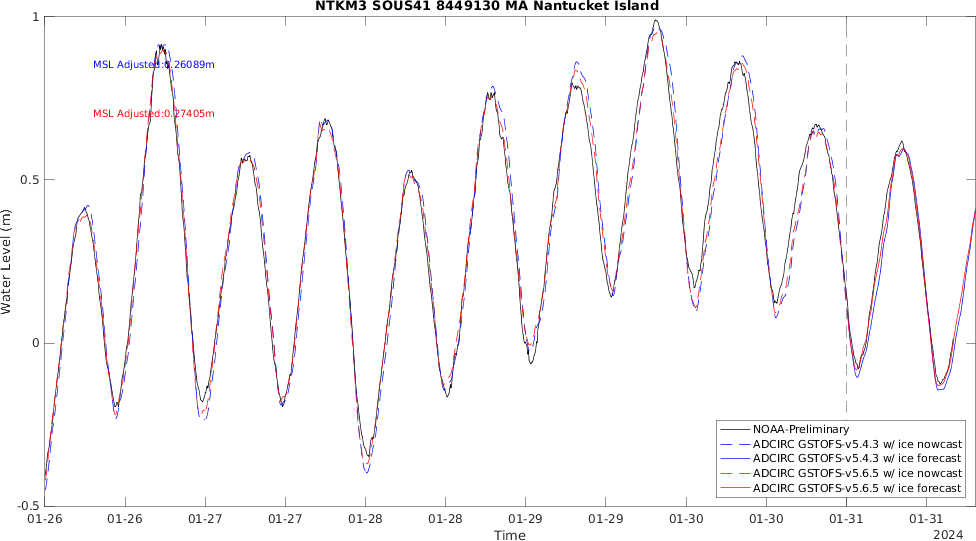 NTKM3 SOUS41 8449130 MA Nantucket Island
1
0.5
0
-0.5
Water Level (m)
MSL Adjusted:0.26089m
MSL Adjusted:0.27405m
NOAA-Preliminary
ADCIRC GSTOFS-v5.4.3 w/ ice nowcast
ADCIRC GSTOFS-v5.4.3 w/ ice forecast
ADCIRC GSTOFS-v5.6.5 w/ ice nowcast
ADCIRC GSTOFS-v5.6.5 w/ ice forecast
01-26 01-26 01-27 01-27 01-28 01-28 01-29 01-29 01-30 01-30 01-31 01-31
2024
Time